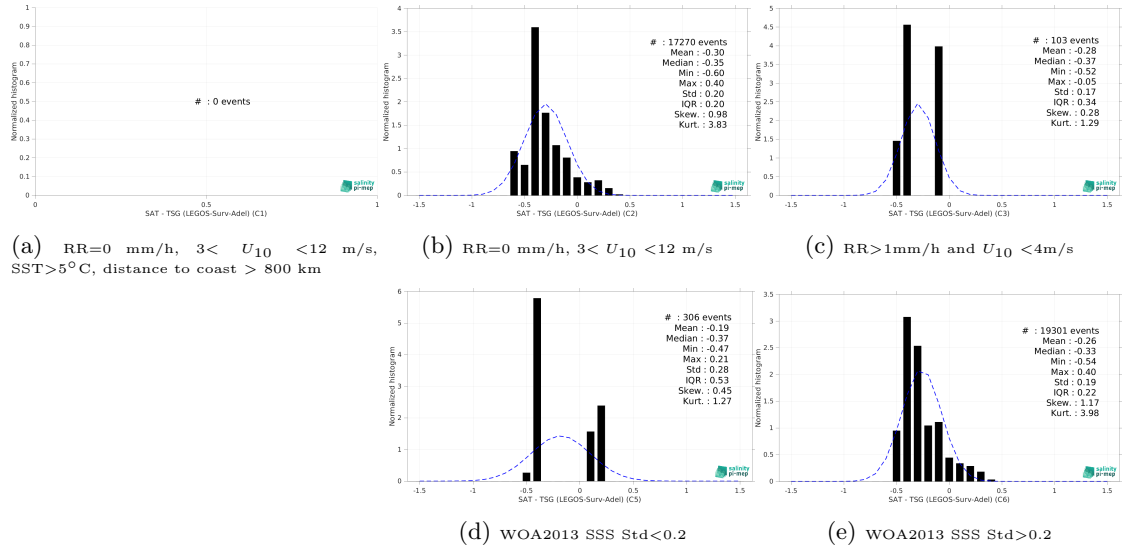 1
0.9
0.8
0.7
0.6
0.5
0.4
0.3
0.2
0.1
0
Normalized histogram
# : 0 events
salinity
pi-mep
0 0.5 1
SAT - TSG (LEGOS-Surv-Adel) (C1)
(a) RR=0 mm/h, 3< U10 <12 m/s,
SST>5°C, distance to coast > 800 km
4
3.5
3
2.5
2
1.5
1
0.5
0
Normalized histogram
# : 17270 events
Mean : -0.30
Median : -0.35
Min : -0.60
Max : 0.40
Std : 0.20
IQR : 0.20
Skew. : 0.98
Kurt. : 3.83
salinity
pi-mep
-1.5 -1 -0.5 0 0.5 1 1.5
SAT - TSG (LEGOS-Surv-Adel) (C2)
(b) RR=0 mm/h, 3< U10 <12 m/s
5
4.5
4
3.5
3
2.5
2
1.5
1
0.5
0
Normalized histogram
# : 103 events
Mean : -0.28
Median : -0.37
Min : -0.52
Max : -0.05
Std : 0.17
IQR : 0.34
Skew. : 0.28
Kurt. : 1.29
salinity
pi-mep
-1.5 -1 -0.5 0 0.5 1 1.5
SAT - TSG (LEGOS-Surv-Adel) (C3)
(c) RR>1mm/h and U10 <4m/s
6
5
4
3
2
1
0
Normalized histogram
# : 306 events
Mean : -0.19
Median : -0.37
Min : -0.47
Max : 0.21
Std : 0.28
IQR : 0.53
Skew. : 0.45
Kurt. : 1.27
salinity
pi-mep
-1.5 -1 -0.5 0 0.5 1 1.5
SAT - TSG (LEGOS-Surv-Adel) (C5)
(d) WOA2013 SSS Std<0.2
3.5
3
2.5
2
1.5
1
0.5
0
Normalized histogram
# : 19301 events
Mean : -0.26
Median : -0.33
Min : -0.54
Max : 0.40
Std : 0.19
IQR : 0.22
Skew. : 1.17
Kurt. : 3.98
salinity
pi-mep
-1.5 -1 -0.5 0 0.5 1 1.5
SAT - TSG (LEGOS-Surv-Adel) (C6)
(e) WOA2013 SSS Std>0.2